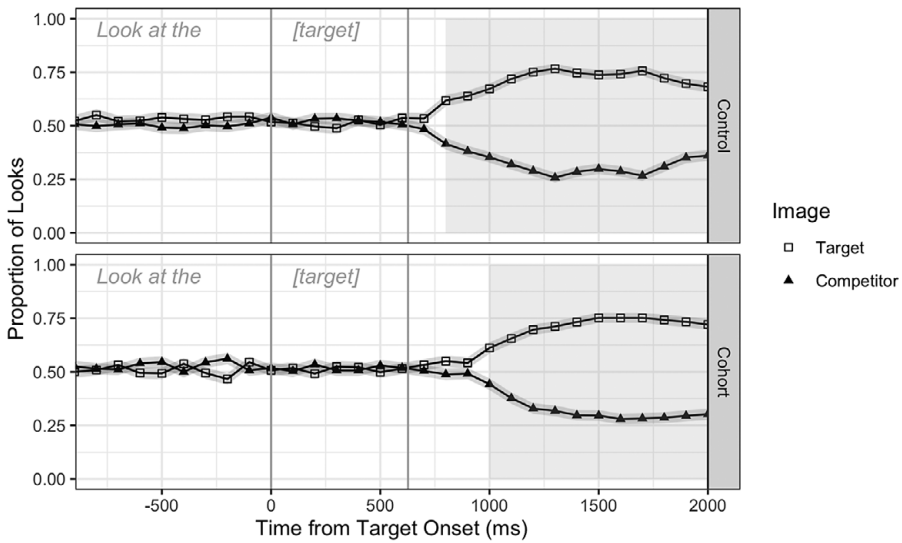 1.00
Look at the
[target]
0.75
0.50
0.25
0.00
Control
1.00
Look at the
[target]
0.75
0.50
0.25
0.00
Cohort
Proportion of Looks
-500
0
500
1000
1500
2000
Time from Target Onset (ms)
Image
Target
Competitor